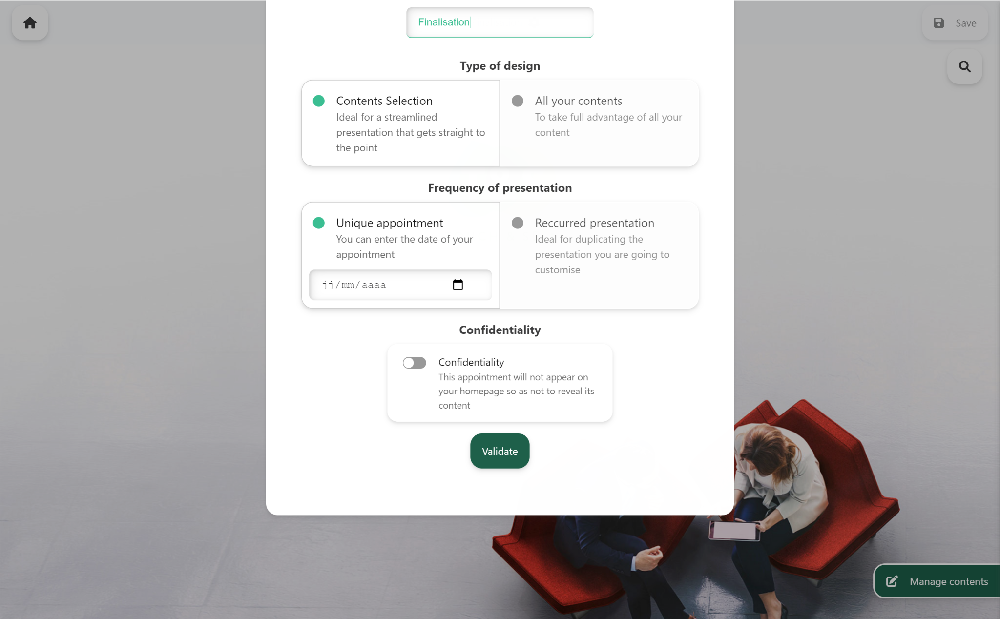 Finalisation
Save
Type of design
Contents Selection
Ideal for a streamlined
presentation that gets straight to
the point
All your contents
To take full advantage of all your
content
Frequency of presentation
Unique appointment
You can enter the date of your
appointment
jj/mm/aaaa
Reccurred presentation
Ideal for duplicating the
presentation you are going to
customise
Confidentiality
Confidentiality
This appointment will not appear on
your homepage so as not to reveal its
content
Validate
Manage contents